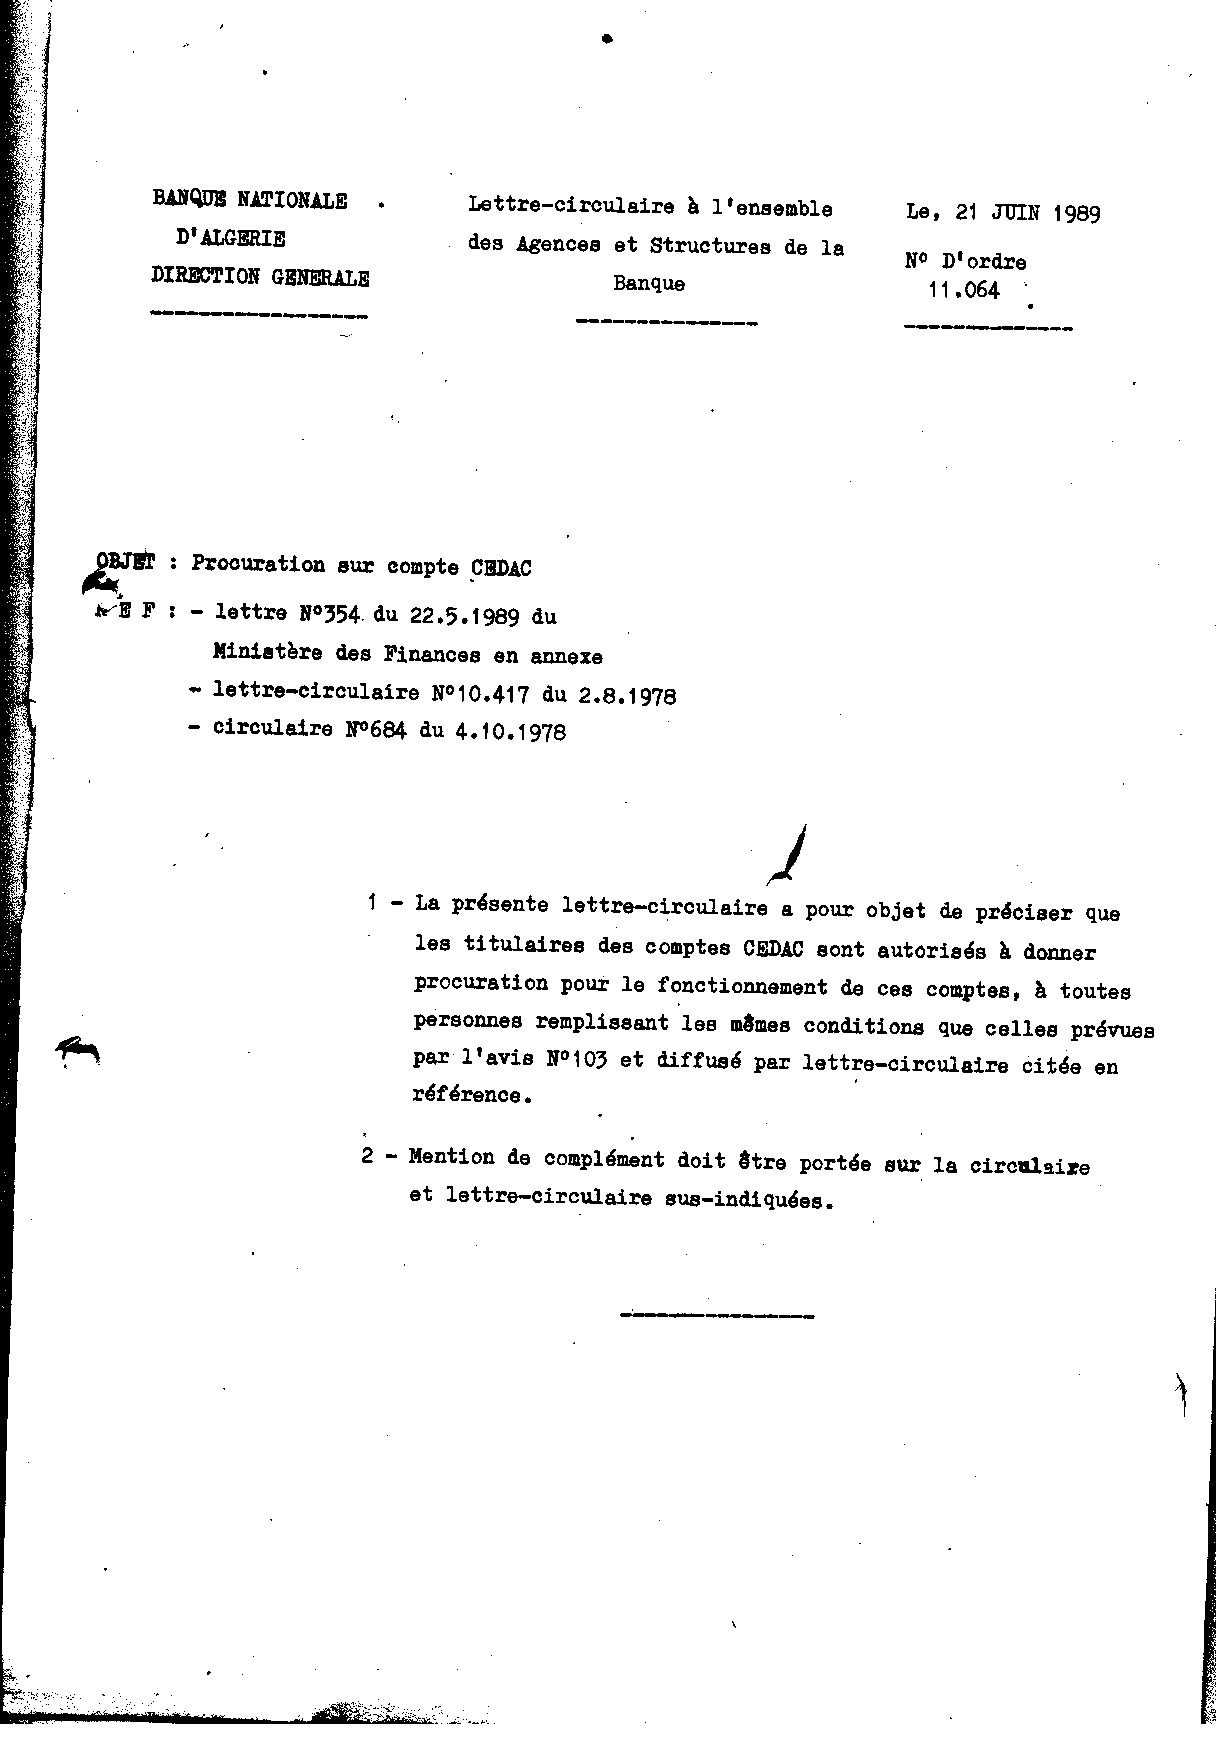 BANQUE NATIONALE
D'ALGERIE
DIRECTION GENERALE
Lettre-circulaire à l'ensemble
des Agences et Structures de la
Banque
Le, 21 JUIN 1989
N° D'ordre
11.064
OBJET : Procuration sur compte CEDAC
E F : - lettre N°354 du 22.5.1989 du
Ministère des Finances en annexe
- lettre-circulaire N°10.417 du 2.8.1978
- circulaire N°684 du 4.10.1978
1 - La présente lettre-circulaire a pour objet de préciser que
les titulaires des comptes CEDAC sont autorisés à donner
procuration pour le fonctionnement de ces comptes, à toutes
personnes remplissant les mêmes conditions que celles prévues
par l'avis N°103 et diffusé par lettre-circulaire citée en
référence.
2 - Mention de complément doit être portée sur la circulaire
et lettre-circulaire sus-indiquées.